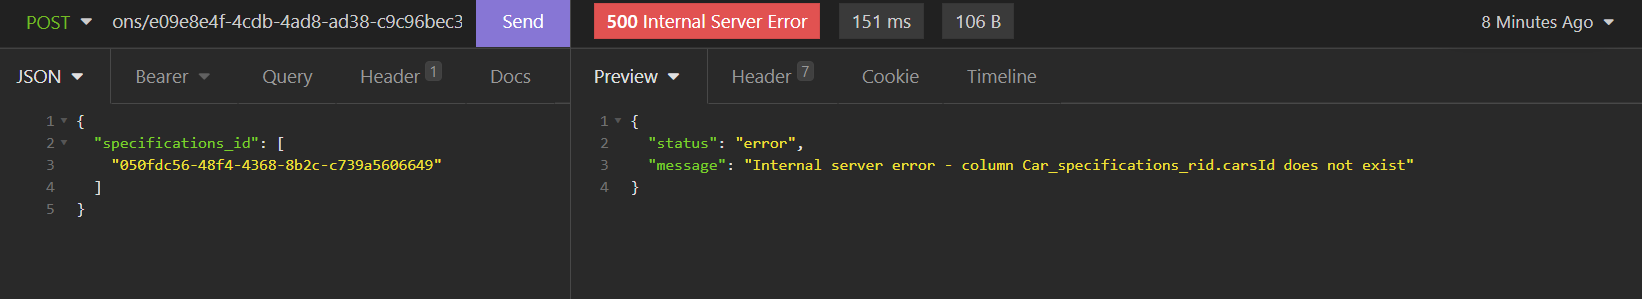 POST ons/e09e8e4f-4cdb-4ad8-ad38-c9c96bec3 Send 500 Internal Server Error 151 ms 106 B 8 Minutes Ago
JSON Bearer Query Header 1 Docs Preview Header 7 Cookie Timeline
1 {
2 "specifications_id": [
3 "050fdc56-48f4-4368-8b2c-c739a5606649"
4 ]
5 }
1 {
2 "status": "error",
3 "message": "Internal server error - column Car_specifications_rid.carsId does not exist"
4 }